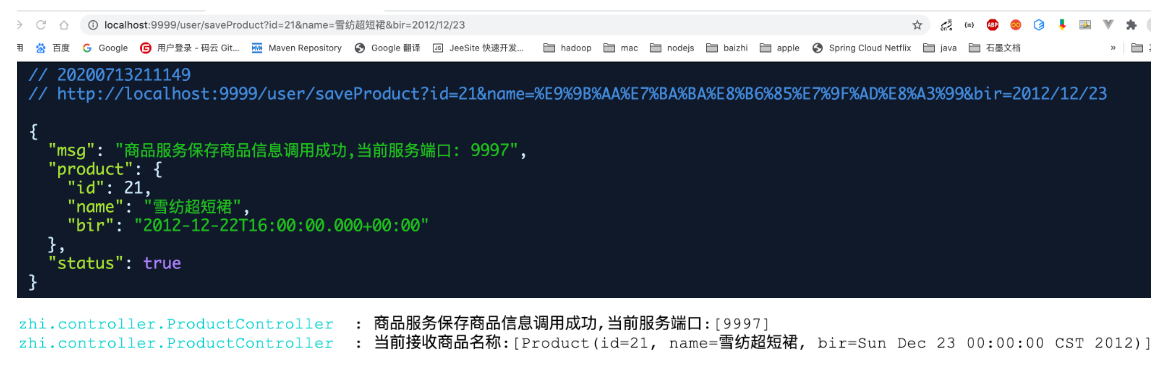 localhost:9999/user/saveProduct?id=21&name=雪纺超短裙&bir=2012/12/23
百度 Google 用户登录 - 码云 Git... Maven Repository Google 翻译 JeeSite 快速开发... hadoop mac nodejs baizhi apple Spring Cloud Netflix java 石墨文档 »
// 20200713211149
// http://localhost:9999/user/saveProduct?id=21&name=%E9%9B%AA%E7%BA%BA%E8%B6%85%E7%9F%AD%E8%A3%99&bir=2012/12/23
{
"msg": "商品服务保存商品信息调用成功,当前服务端口: 9997",
"product": {
"id": 21,
"name": "雪纺超短裙",
"bir": "2012-12-22T16:00:00.000+00:00"
},
"status": true
}
zhi.controller.ProductController : 商品服务保存商品信息调用成功,当前服务端口:[9997]
zhi.controller.ProductController : 当前接收商品名称:[Product(id=21, name=雪纺超短裙, bir=Sun Dec 23 00:00:00 CST 2012)]